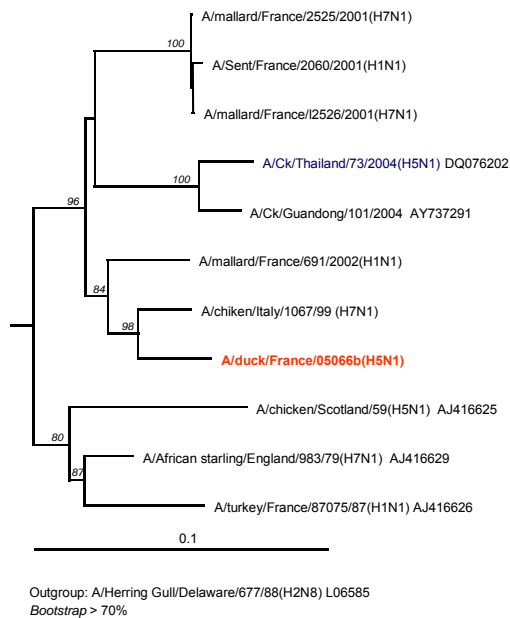 A/mallard/France/2525/2001(H7N1)
100
A/Sent/France/2060/2001(H1N1)
A/mallard/France/I2526/2001(H7N1)
A/Ck/Thailand/73/2004(H5N1) DQ076202
100
A/Ck/Guandong/101/2004 AY737291
96
A/mallard/France/691/2002(H1N1)
84
A/chiken/Italy/1067/99 (H7N1)
98
A/duck/France/05066b(H5N1)
A/chicken/Scotland/59(H5N1) AJ416625
80
A/African starling/England/983/79(H7N1) AJ416629
87
A/turkey/France/87075/87(H1N1) AJ416626
0.1
Outgroup: A/Herring Gull/Delaware/677/88(H2N8) L06585
Bootstrap > 70%